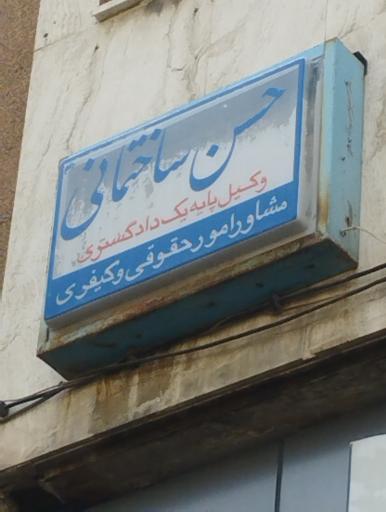 حسن ساختمانی
وکیل پایه یک دادگستری
مشاور امور حقوقی و کیفری